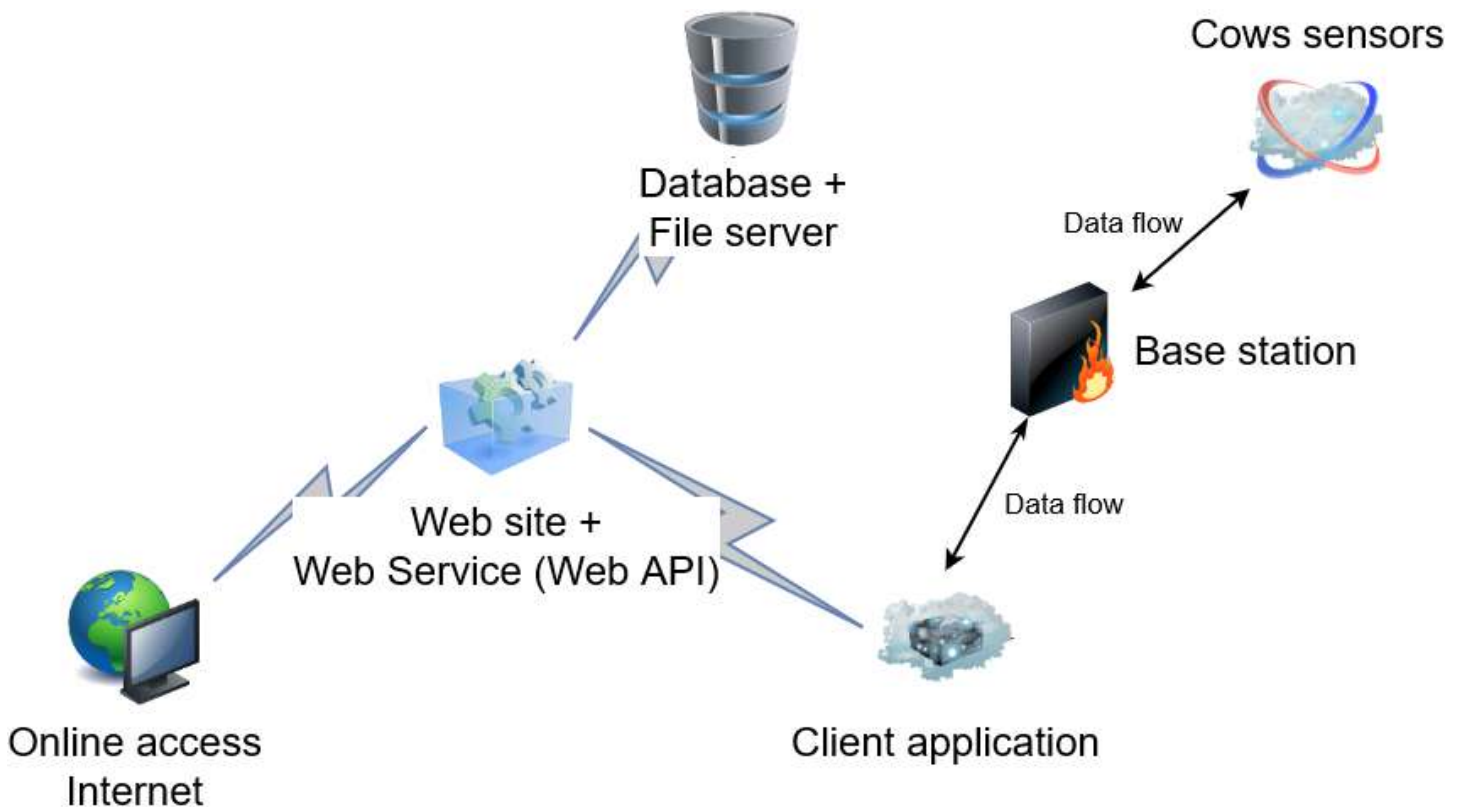 Cows sensors
Database +
File server
Data flow
Base station
Data flow
Web site +
Web Service (Web API)
Online access
Internet
Client application